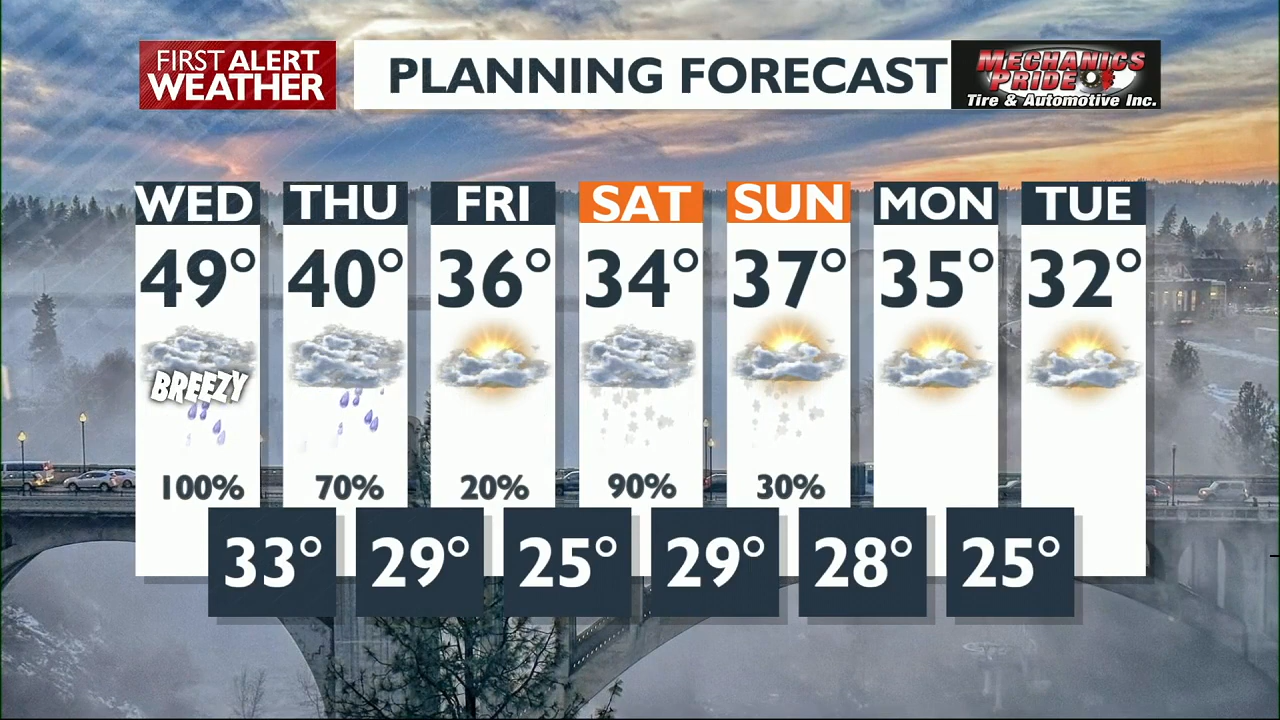 FIRST ALERT
WEATHER
PLANNING FORECAST
MECHANICS
PRIDE
Tire & Automotive Inc.
WED THU FRI SAT SUN MON TUE
49° 40° 36° 34° 37° 35° 32°
BREEZY
100% 70% 20% 90% 30%
33° 29° 25° 29° 28° 25°